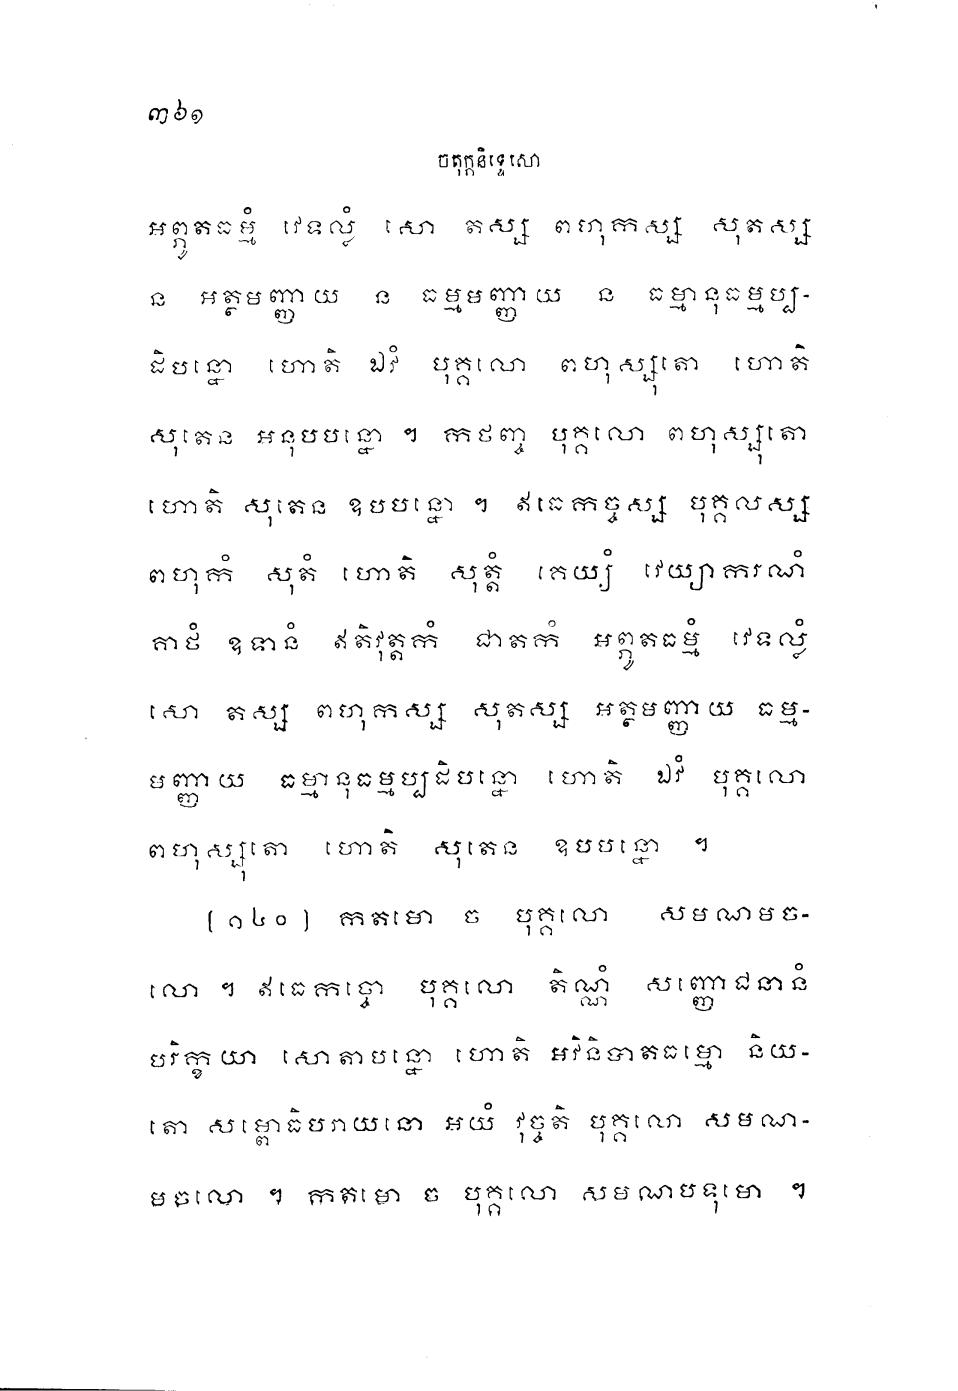 ៣៦១
ចតុក្កនិទ្ទេសោ
អព្ភូតធម្មំ វេទល្លំ សោ តស្ស ពហុកស្ស សុតស្ស
ន អត្ថមញ្ញាយ ន ធម្មមញ្ញាយ ន ធម្មានុធម្មប្ប-
ដិបន្នោ ហោតិ ឯវំ បុគ្គលោ ពហុស្សុតោ ហោតិ
សុតេន អនុបបន្នោ ។ កថញ្ច បុគ្គលោ ពហុស្សុតោ
ហោតិ សុតេន ឧបបន្នោ ។ ឥធេកច្ចស្ស បុគ្គលស្ស
ពហុកំ សុតំ ហោតិ សុត្តំ គេយ្យំ វេយ្យាករណំ
គាថំ ឧទានំ ឥតិវុត្តកំ ជាតកំ អព្ភូតធម្មំ វេទល្លំ
សោ តស្ស ពហុកស្ស សុតស្ស អត្ថមញ្ញាយ ធម្ម-
មញ្ញាយ ធម្មានុធម្មប្បដិបន្នោ ហោតិ ឯវំ បុគ្គលោ
ពហុស្សុតោ ហោតិ សុតេន ឧបបន្នោ ។
[១៤០] កតមោ ច បុគ្គលោ សមណមច-
លោ ។ ឥធេកច្ចោ បុគ្គលោ តិណ្ណំ សញ្ញោជនានំ
បរិក្ខយា សោតាបន្នោ ហោតិ អវិនិបាតធម្មោ និយ-
តោ សម្ពោធិបរាយនោ អយំ វុច្ចតិ បុគ្គលោ សមណ-
មចលោ ។ កតមោ ច បុគ្គលោ សមណបទុមោ ។